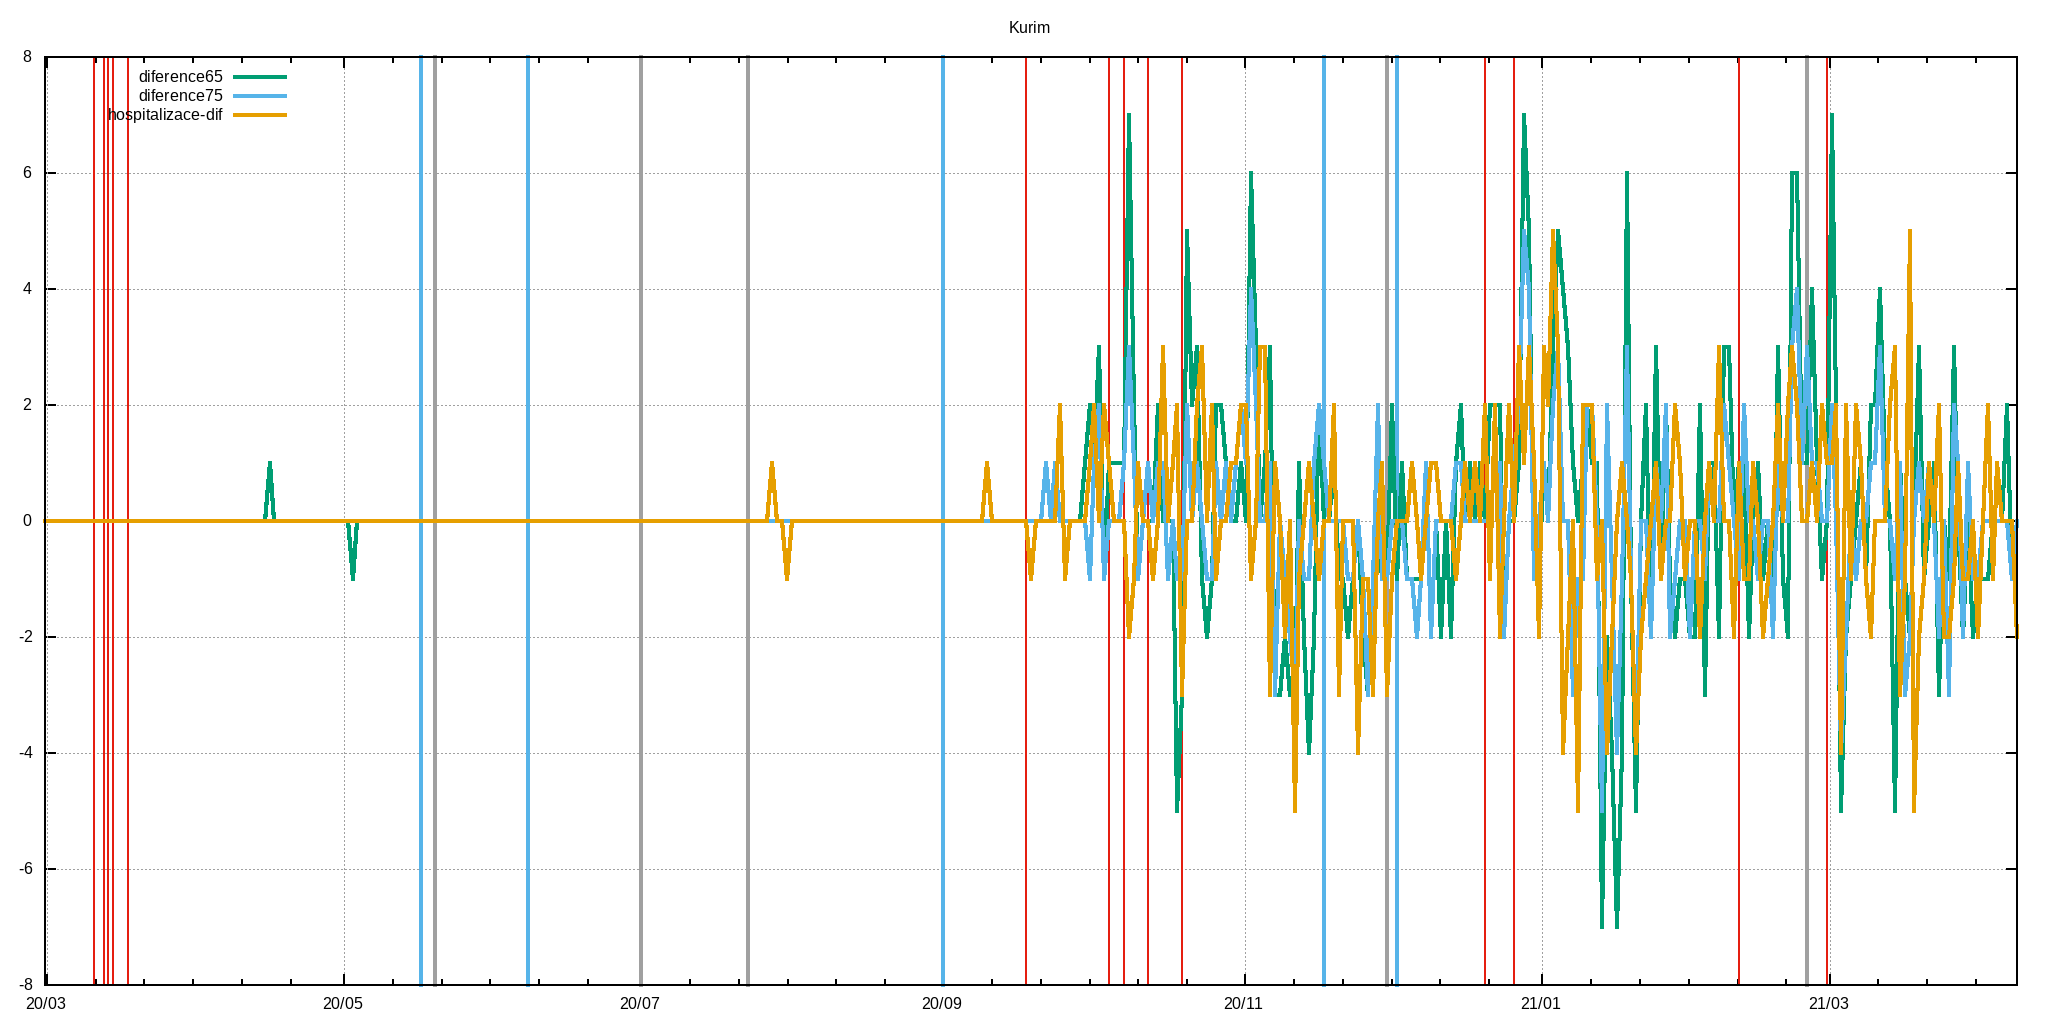 Kurim
8
diference65
diference75
hospitalizace-dif
6
4
2
0
-2
-4
-6
-8
20/03 20/05 20/07 20/09 20/11 21/01 21/03